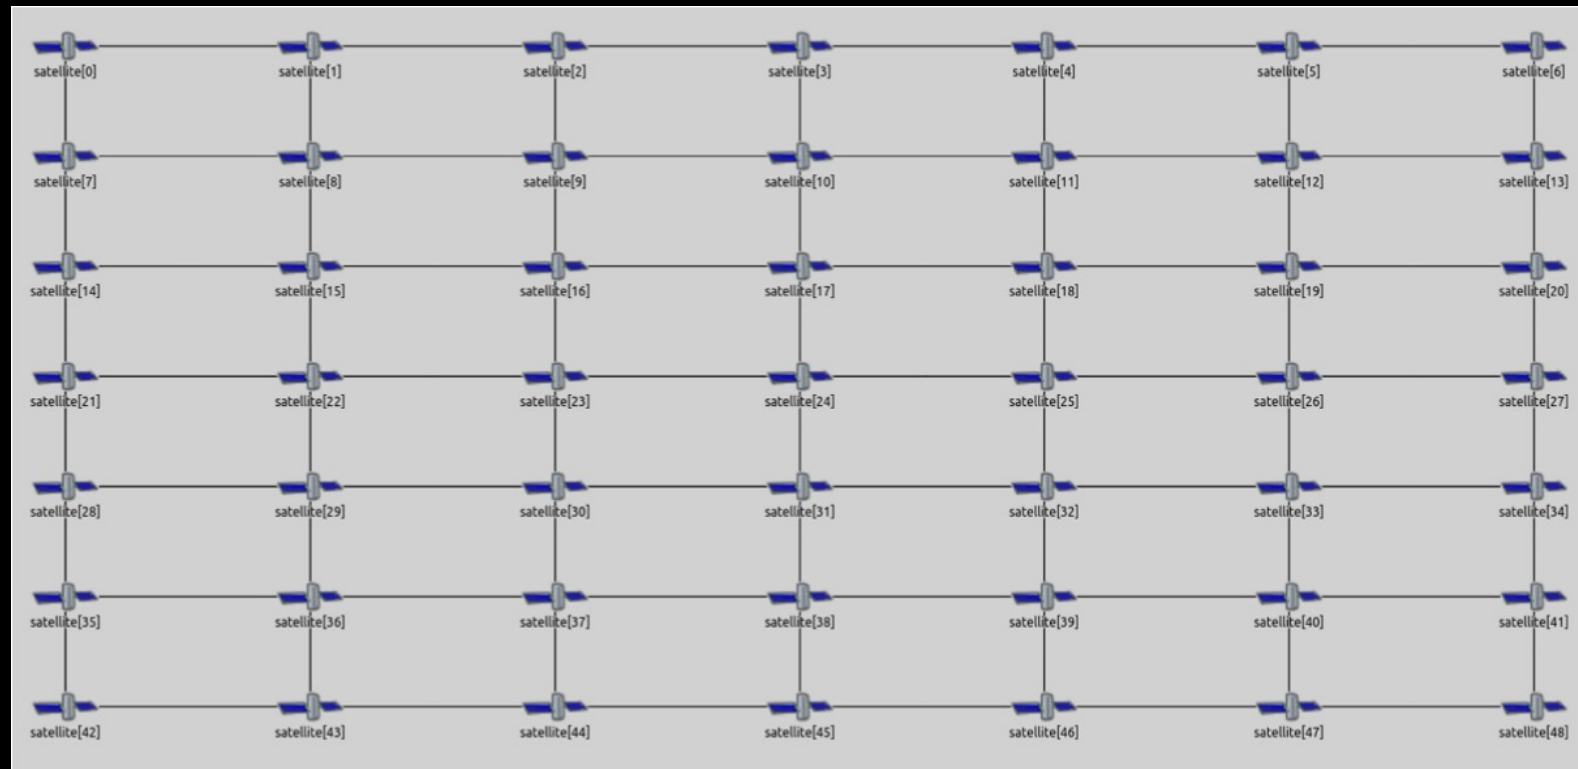 satellite[0] satellite[1] satellite[2] satellite[3] satellite[4] satellite[5] satellite[6]
satellite[7] satellite[8] satellite[9] satellite[10] satellite[11] satellite[12] satellite[13]
satellite[14] satellite[15] satellite[16] satellite[17] satellite[18] satellite[19] satellite[20]
satellite[21] satellite[22] satellite[23] satellite[24] satellite[25] satellite[26] satellite[27]
satellite[28] satellite[29] satellite[30] satellite[31] satellite[32] satellite[33] satellite[34]
satellite[35] satellite[36] satellite[37] satellite[38] satellite[39] satellite[40] satellite[41]
satellite[42] satellite[43] satellite[44] satellite[45] satellite[46] satellite[47] satellite[48]